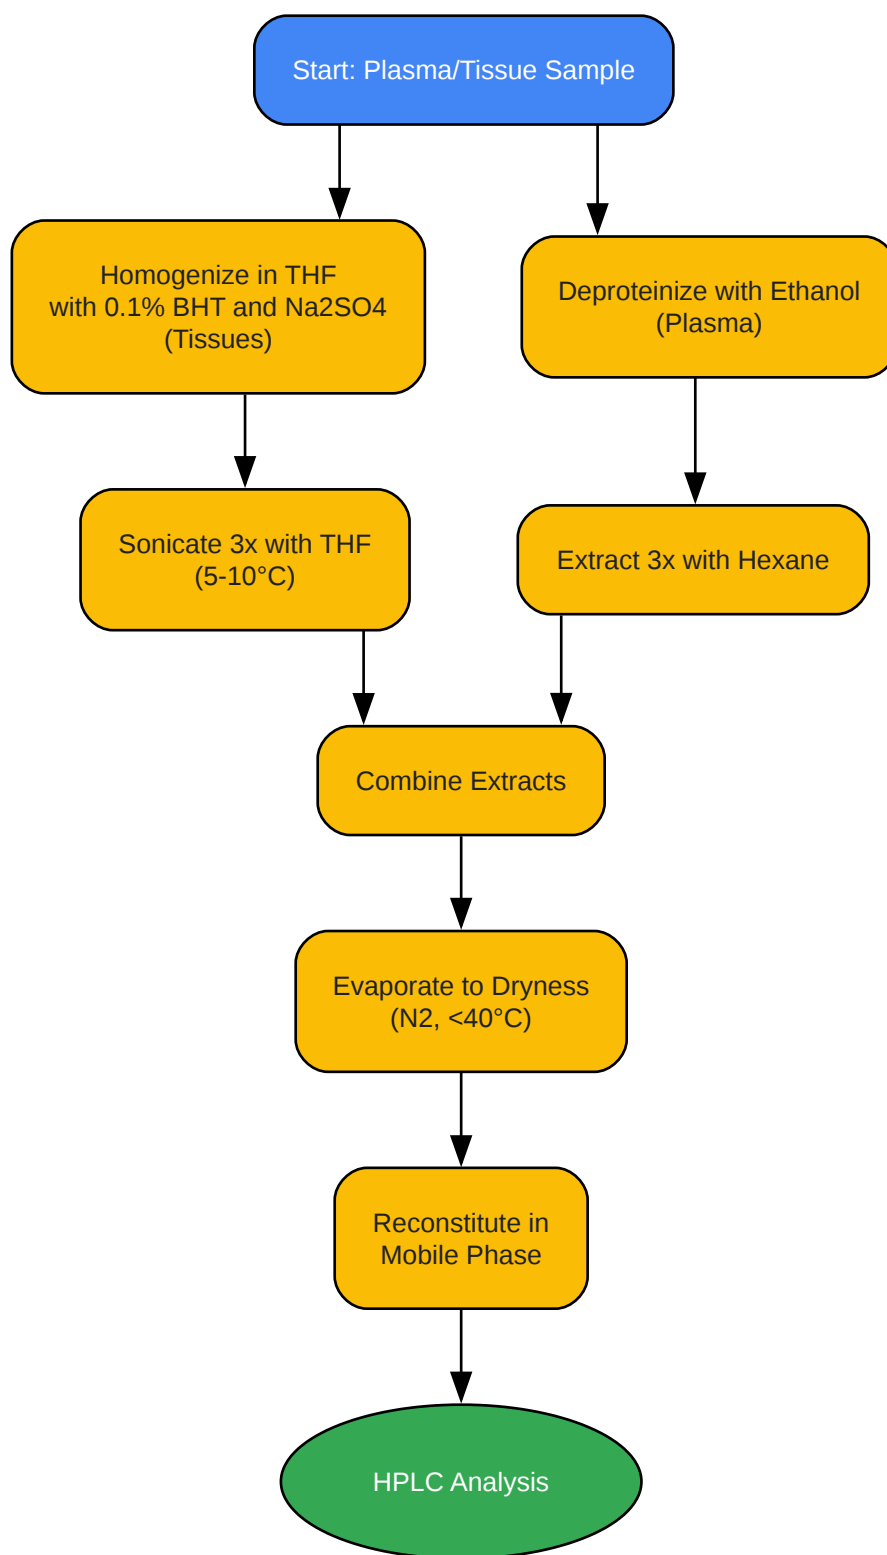 Start: Plasma/Tissue Sample
Homogenize in THF
with 0.1% BHT and Na2SO4
(Tissues)
Deproteinize with Ethanol
(Plasma)
Sonicate 3x with THF
(5-10°C)
Extract 3x with Hexane
Combine Extracts
Evaporate to Dryness
(N2, <40°C)
Reconstitute in
Mobile Phase
HPLC Analysis